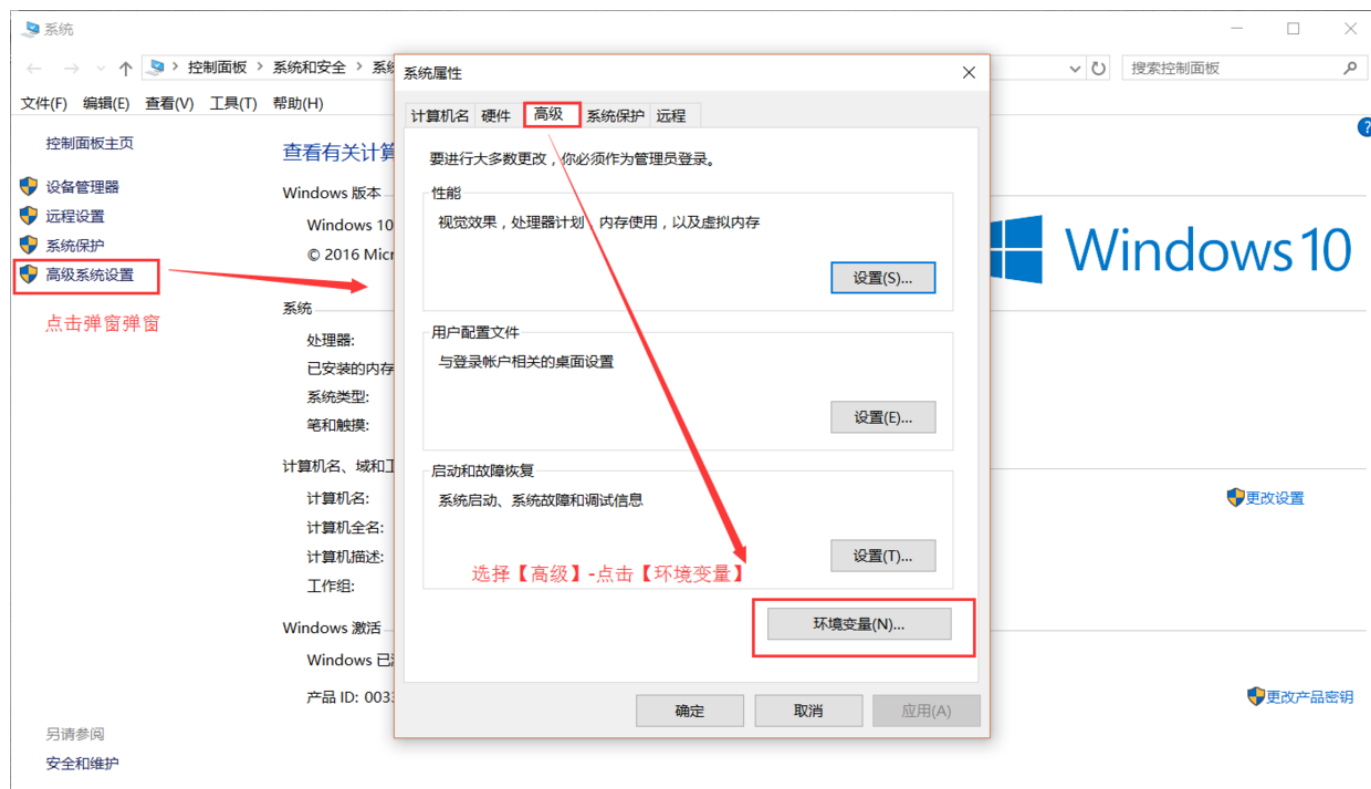 系统
控制面板 > 系统和安全 > 系
搜索控制面板
文件(F) 编辑(E) 查看(V) 工具(T) 帮助(H)
控制面板主页
设备管理器
远程设置
系统保护
高级系统设置
点击弹窗弹窗
另请参阅
安全和维护
查看有关计算
Windows 版本
Windows 10
© 2016 Micr
系统
处理器:
已安装的内存
系统类型:
笔和触摸:
计算机名、域和工
计算机名:
计算机全名:
计算机描述:
工作组:
Windows 激活
Windows 已
产品 ID: 003
系统属性
计算机名 硬件 高级 系统保护 远程
要进行大多数更改，你必须作为管理员登录。
性能
视觉效果，处理器计划，内存使用，以及虚拟内存
设置(S)...
用户配置文件
与登录帐户相关的桌面设置
设置(E)...
启动和故障恢复
系统启动、系统故障和调试信息
设置(T)...
选择【高级】-点击【环境变量】
环境变量(N)...
确定 取消 应用(A)
Windows 10
更改设置
更改产品密钥